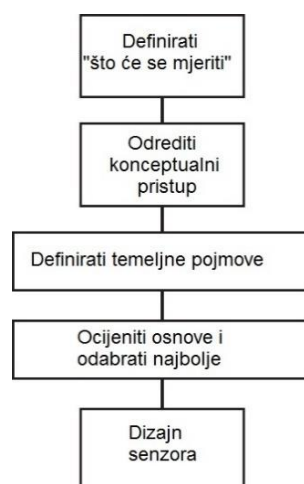 Definirati
"što će se mjeriti"
Odrediti
konceptualni
pristup
Definirati temeljne pojmove
Ocijeniti osnove i
odabrati najbolje
Dizajn
senzora